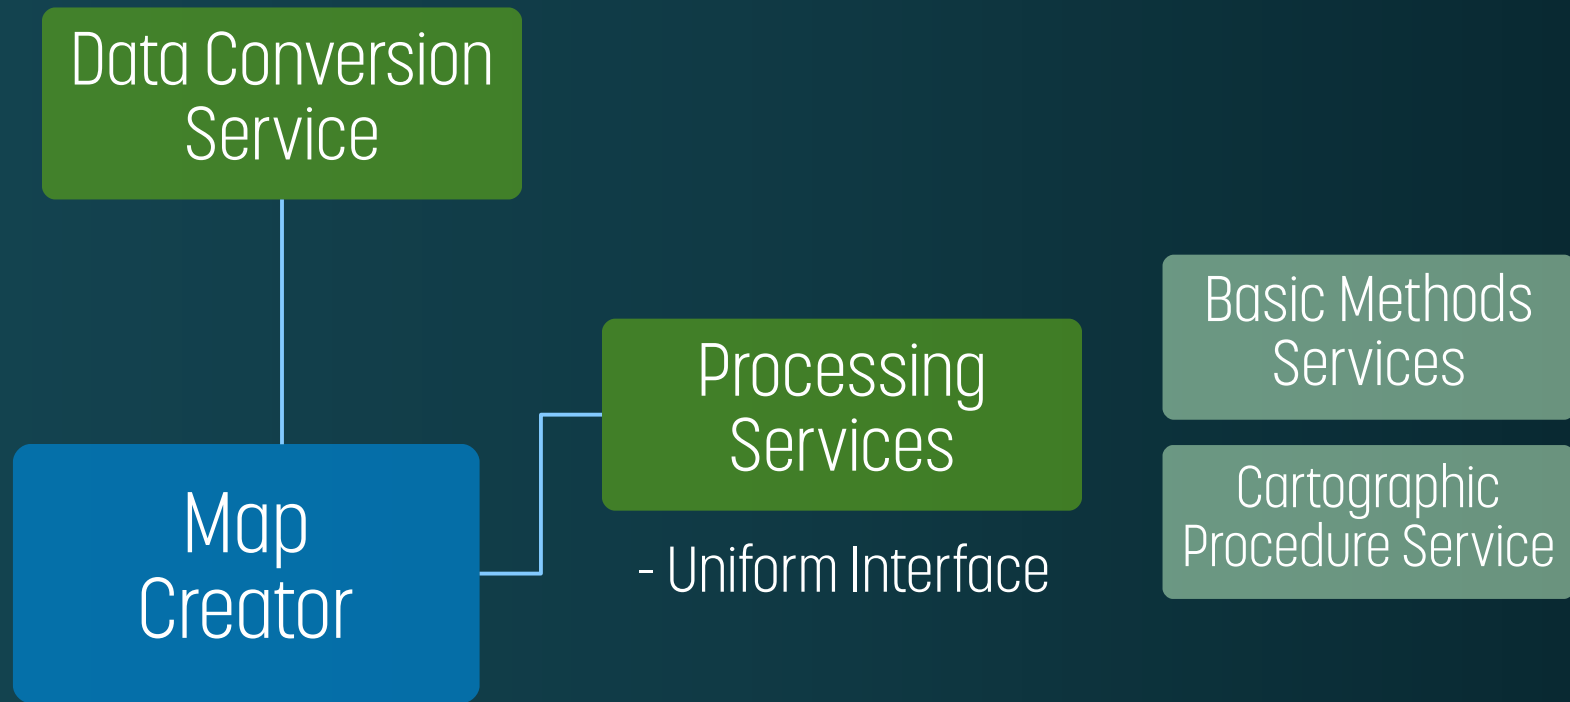 Data Conversion
Service
Processing
Services
- Uniform Interface
Basic Methods
Services
Cartographic
Procedure Service
Map
Creator